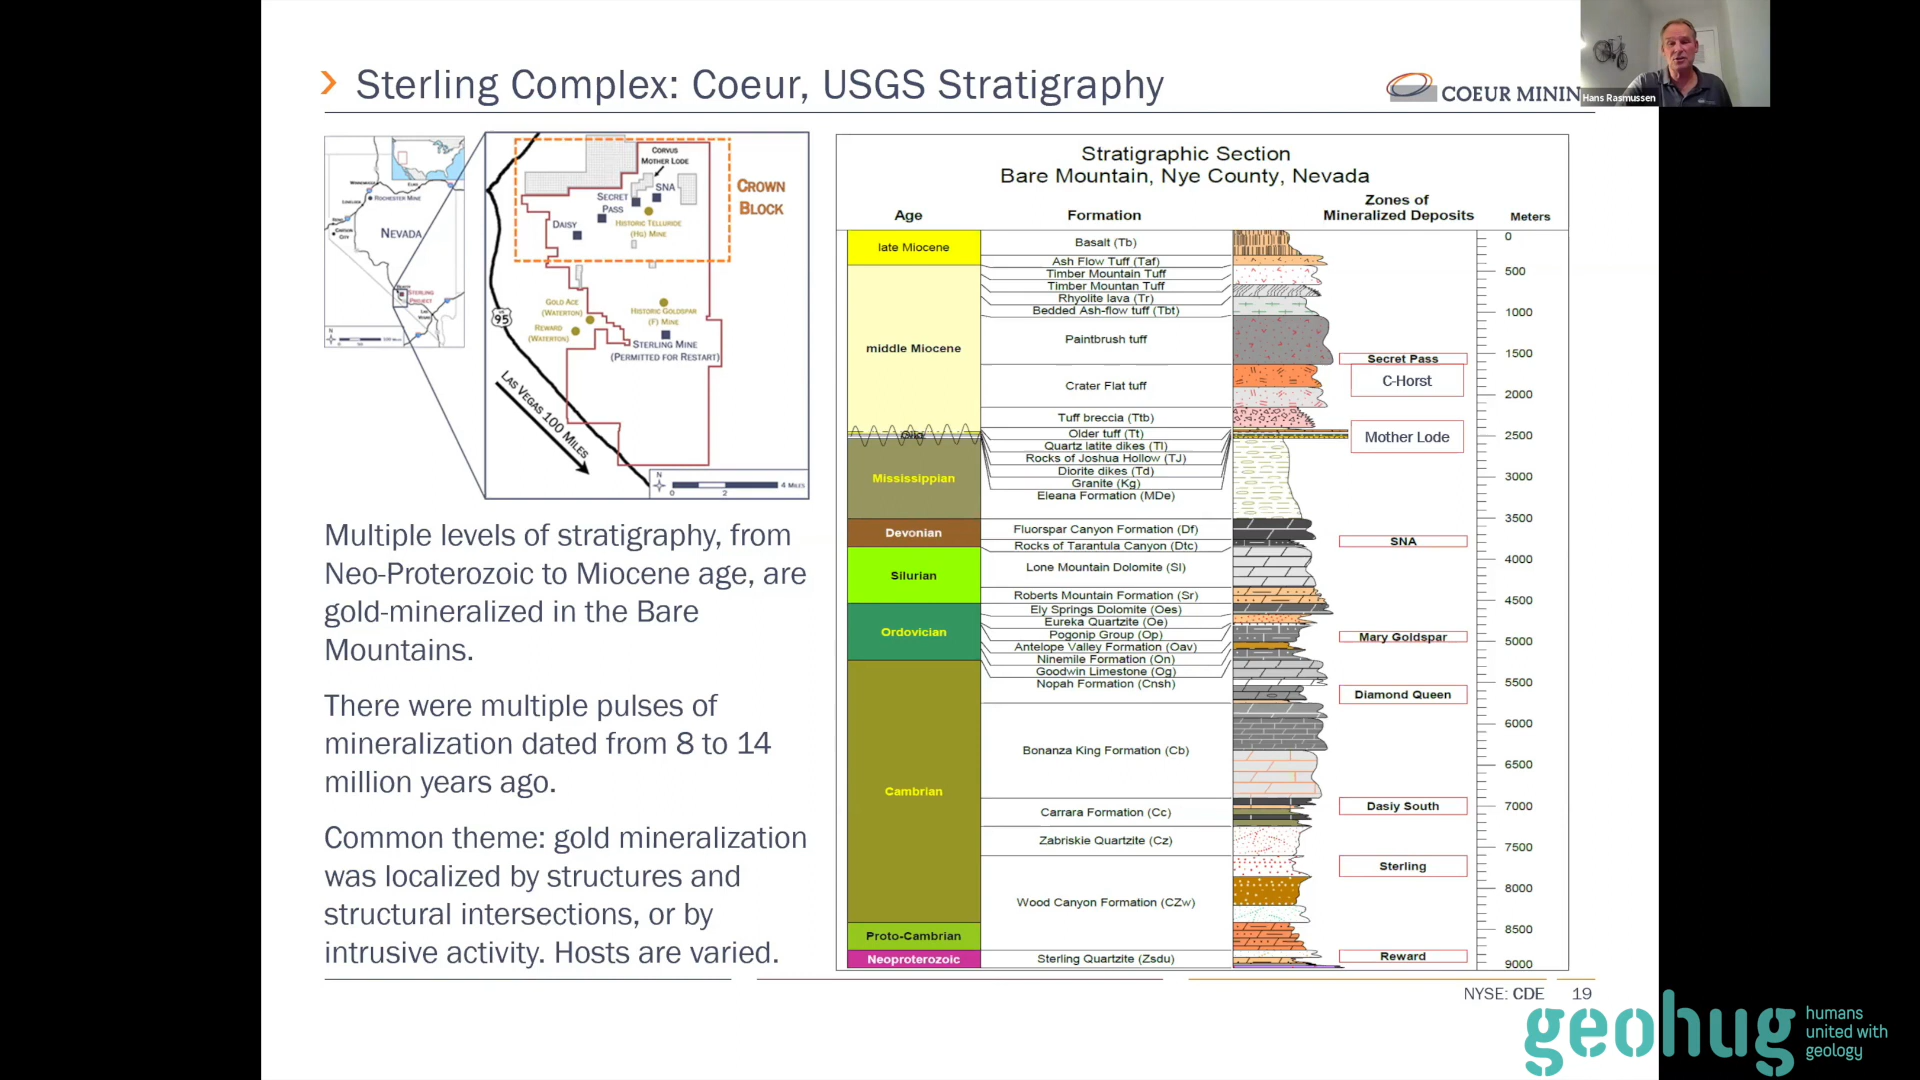 Sterling Complex: Coeur, USGS Stratigraphy
COEUR MININ
Hans Rasmussen
ROCHESTER MINE
NEVADA
STERLING
PROJECT
CORVUS
MOTHER LODE
SNA
SECRET
PASS
HISTORIC TELLURIDE
(HG) MINE
DAISY
CROWN
BLOCK
GOLD ACE
(WATERTON)
HISTORIC GOLDSPAR
(F) MINE
US
95
REWARD
(WATERTON)
STERLING MINE
(PERMITTED FOR RESTART)
LAS VEGAS 100 MILES
N
0 2 4 MILES
Multiple levels of stratigraphy, from
Neo-Proterozoic to Miocene age, are
gold-mineralized in the Bare
Mountains.
There were multiple pulses of
mineralization dated from 8 to 14
million years ago.
Common theme: gold mineralization
was localized by structures and
structural intersections, or by
intrusive activity. Hosts are varied.
Stratigraphic Section
Bare Mountain, Nye County, Nevada
Age
Formation
Zones of
Mineralized Deposits
Meters
late Miocene
middle Miocene
Mississippian
Devonian
Silurian
Ordovician
Cambrian
Proto-Cambrian
Neoproterozoic
Basalt (Tb)
Ash Flow Tuff (Taf)
Timber Mountain Tuff
Timber Mountan Tuff
Rhyolite lava (Tr)
Bedded Ash-flow tuff (Tbt)
Paintbrush tuff
Crater Flat tuff
Tuff breccia (Ttb)
Older tuff (Tt)
Quartz latite dikes (Tl)
Rocks of Joshua Hollow (TJ)
Diorite dikes (Td)
Granite (Kg)
Eleana Formation (MDe)
Fluorspar Canyon Formation (Df)
Rocks of Tarantula Canyon (Dtc)
Lone Mountain Dolomite (Sl)
Roberts Mountain Formation (Sr)
Ely Springs Dolomite (Oes)
Eureka Quartzite (Oe)
Pogonip Group (Op)
Antelope Valley Formation (Oav)
Ninemile Formation (On)
Goodwin Limestone (Og)
Nopah Formation (Cnsh)
Bonanza King Formation (Cb)
Carrara Formation (Cc)
Zabriskie Quartzite (Cz)
Wood Canyon Formation (CZw)
Sterling Quartzite (Zsdu)
Secret Pass
C-Horst
Mother Lode
SNA
Mary Goldspar
Diamond Queen
Dasiy South
Sterling
Reward
0
500
1000
1500
2000
2500
3000
3500
4000
4500
5000
5500
6000
6500
7000
7500
8000
8500
9000
NYSE: CDE 19
geohug
humans
united with
geology